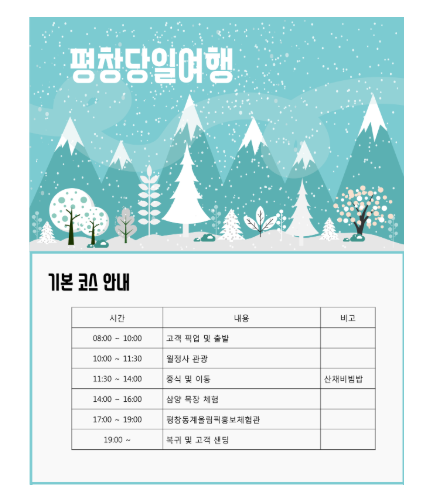 평창당일여행
기본 코스 안내
시간 내용 비고
08:00 ~ 10:00 고객 픽업 및 출발
10:00 ~ 11:30 월정사 관광
11:30 ~ 14:00 중식 및 이동 산채비빔밥
14:00 ~ 16:00 삼양 목장 체험
17:00 ~ 19:00 평창동계올림픽홍보체험관
19:00 ~ 복귀 및 고객 샌딩